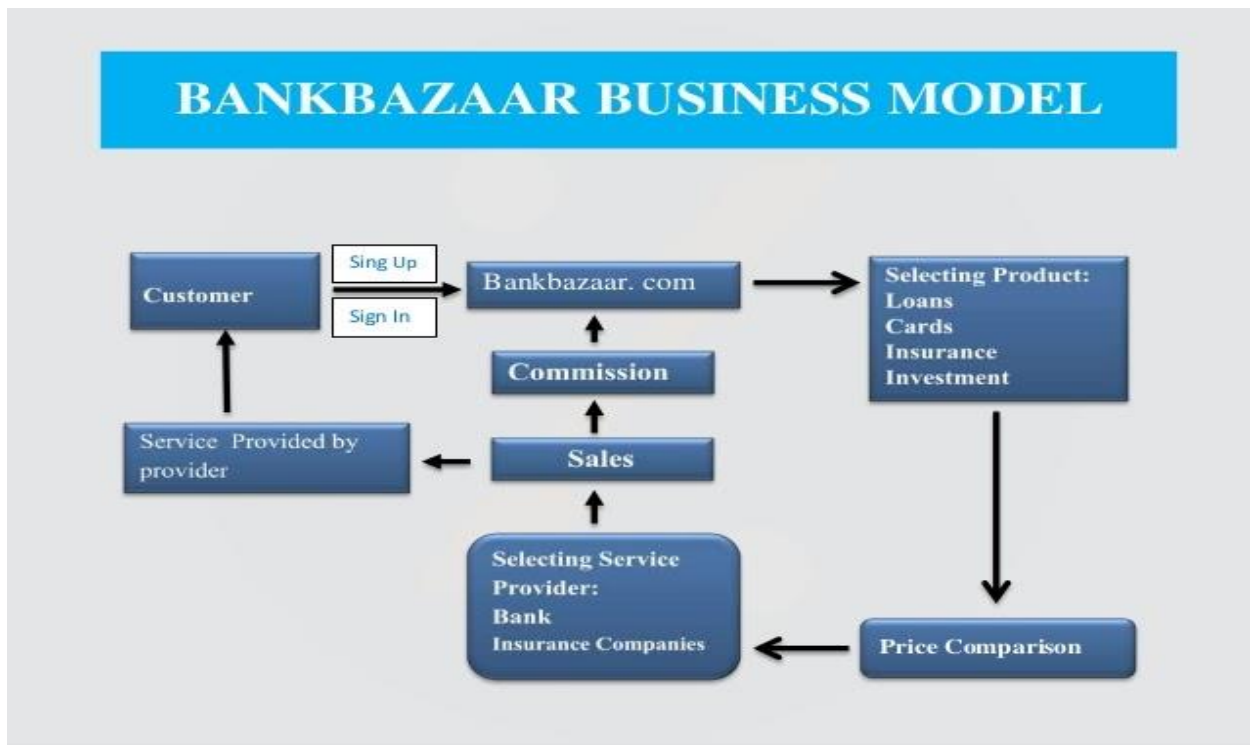 BANKBAZAAR BUSINESS MODEL
Sing Up
Customer
Sign In
Bankbazaar. com
Selecting Product:
Loans
Cards
Insurance
Investment
Commission
Service Provided by
provider
Sales
Selecting Service
Provider:
Bank
Insurance Companies
Price Comparison